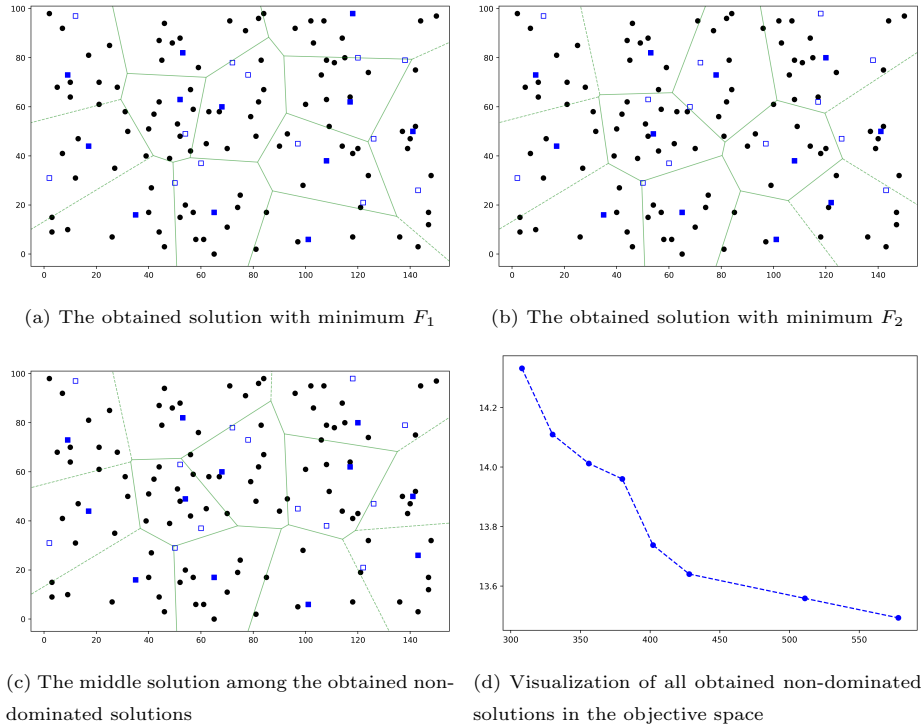 100
80
60
40
20
0
0 20 40 60 80 100 120 140
100
80
60
40
20
0
0 20 40 60 80 100 120 140
(a) The obtained solution with minimum F₁
(b) The obtained solution with minimum F₂
100
80
60
40
20
0
0 20 40 60 80 100 120 140
14.2
14.0
13.8
13.6
300 350 400 450 500 550
(c) The middle solution among the obtained non-
dominated solutions
(d) Visualization of all obtained non-dominated
solutions in the objective space